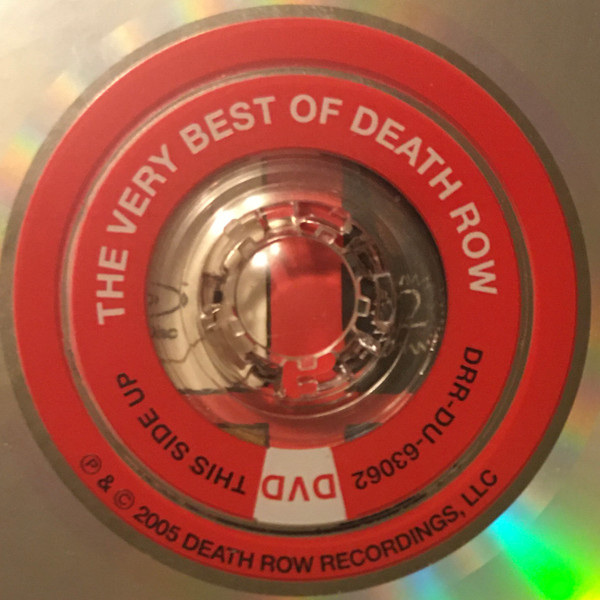 THE VERY BEST OF DEATH ROW
DRR-DU-63062 DVD THIS SIDE UP
℗ & © 2005 DEATH ROW RECORDINGS, LLC